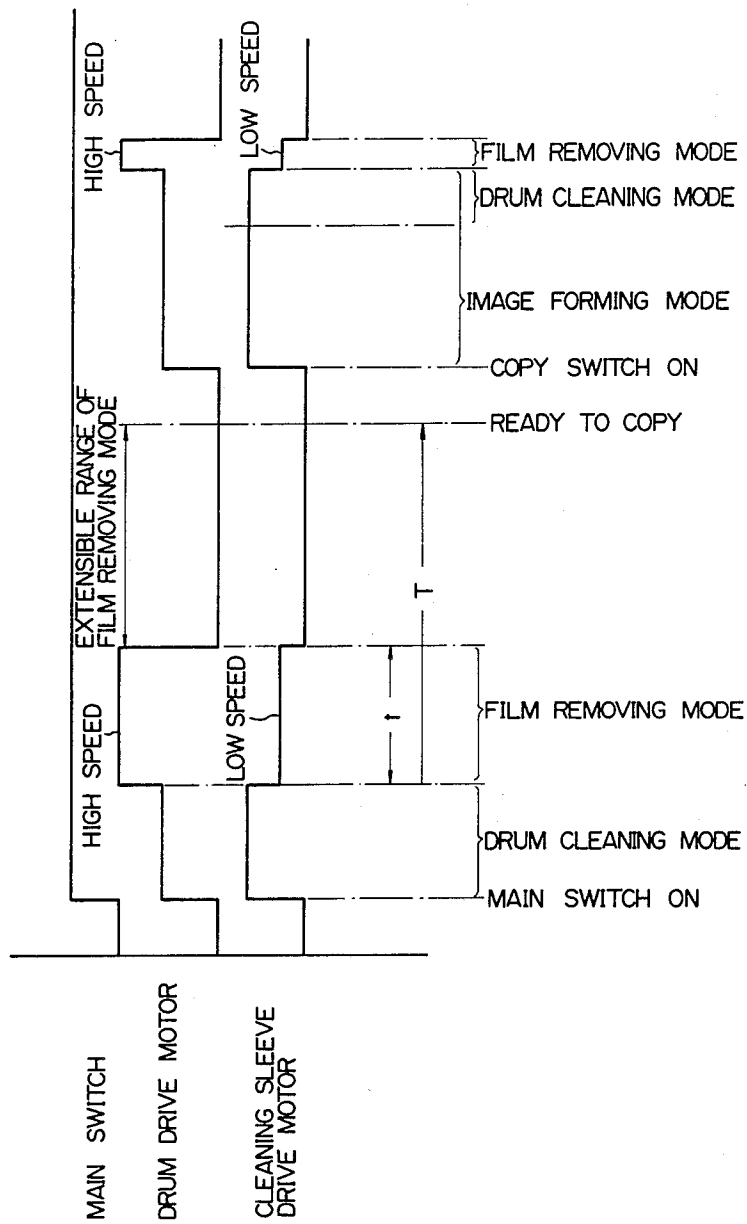 MAIN SWITCH
DRUM DRIVE MOTOR
CLEANING SLEEVE
DRIVE MOTOR
HIGH SPEED
EXTENSIBLE RANGE OF
FILM REMOVING MODE
HIGH SPEED
LOW SPEED
LOW SPEED
t
T
MAIN SWITCH ON
DRUM CLEANING MODE
FILM REMOVING MODE
READY TO COPY
COPY SWITCH ON
IMAGE FORMING MODE
DRUM CLEANING MODE
FILM REMOVING MODE